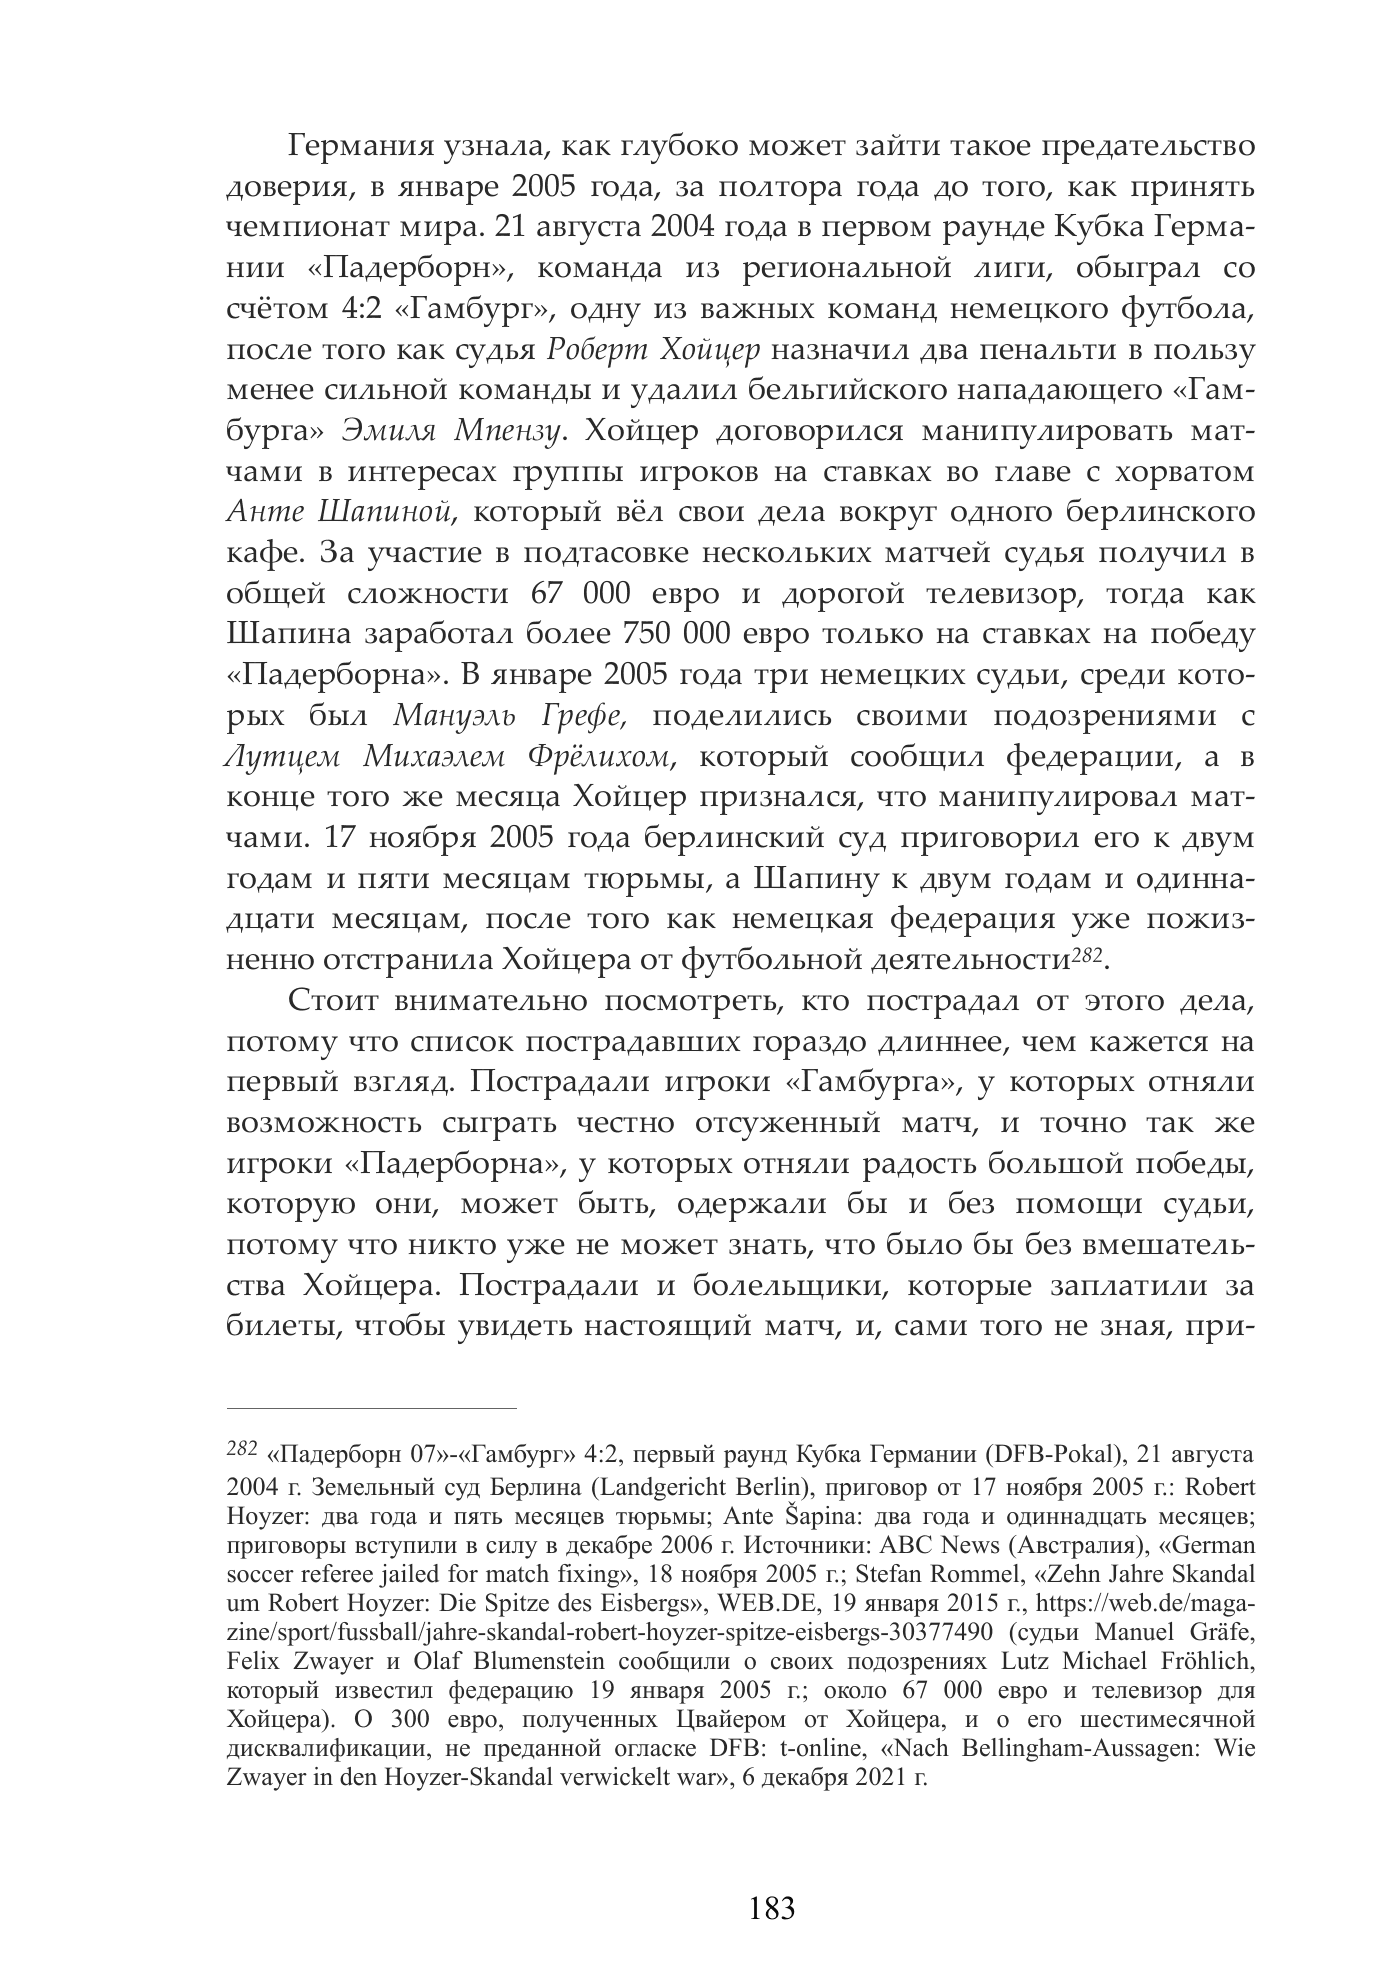 Германия узнала, как глубоко может зайти такое предательство
доверия, в январе 2005 года, за полтора года до того, как принять
чемпионат мира. 21 августа 2004 года в первом раунде Кубка Герма-
нии «Падерборн», команда из региональной лиги, обыграл со
счётом 4:2 «Гамбург», одну из важных команд немецкого футбола,
после того как судья Роберт Хойцер назначил два пенальти в пользу
менее сильной команды и удалил бельгийского нападающего «Гам-
бурга» Эмиля Мпензу. Хойцер договорился манипулировать мат-
чами в интересах группы игроков на ставках во главе с хорватом
Анте Шапиной, который вёл свои дела вокруг одного берлинского
кафе. За участие в подтасовке нескольких матчей судья получил в
общей сложности 67 000 евро и дорогой телевизор, тогда как
Шапина заработал более 750 000 евро только на ставках на победу
«Падерборна». В январе 2005 года три немецких судьи, среди кото-
рых был Мануэль Грефе, поделились своими подозрениями с
Лутцем Михаэлем Фрёлихом, который сообщил федерации, а в
конце того же месяца Хойцер признался, что манипулировал мат-
чами. 17 ноября 2005 года берлинский суд приговорил его к двум
годам и пяти месяцам тюрьмы, а Шапину к двум годам и одинна-
дцати месяцам, после того как немецкая федерация уже пожиз-
ненно отстранила Хойцера от футбольной деятельности282.
Стоит внимательно посмотреть, кто пострадал от этого дела,
потому что список пострадавших гораздо длиннее, чем кажется на
первый взгляд. Пострадали игроки «Гамбурга», у которых отняли
возможность сыграть честно отсуженный матч, и точно так же
игроки «Падерборна», у которых отняли радость большой победы,
которую они, может быть, одержали бы и без помощи судьи,
потому что никто уже не может знать, что было бы без вмешатель-
ства Хойцера. Пострадали и болельщики, которые заплатили за
билеты, чтобы увидеть настоящий матч, и, сами того не зная, при-
282 «Падерборн 07»-«Гамбург» 4:2, первый раунд Кубка Германии (DFB-Pokal), 21 августа
2004 г. Земельный суд Берлина (Landgericht Berlin), приговор от 17 ноября 2005 г.: Robert
Hoyzer: два года и пять месяцев тюрьмы; Ante Šapina: два года и одиннадцать месяцев;
приговоры вступили в силу в декабре 2006 г. Источники: ABC News (Австралия), «German
soccer referee jailed for match fixing», 18 ноября 2005 г.; Stefan Rommel, «Zehn Jahre Skandal
um Robert Hoyzer: Die Spitze des Eisbergs», WEB.DE, 19 января 2015 г., https://web.de/maga-
zine/sport/fussball/jahre-skandal-robert-hoyzer-spitze-eisbergs-30377490 (судьи Manuel Gräfe,
Felix Zwayer и Olaf Blumenstein сообщили о своих подозрениях Lutz Michael Fröhlich,
который известил федерацию 19 января 2005 г.; около 67 000 евро и телевизор для
Хойцера). О 300 евро, полученных Цвайером от Хойцера, и о его шестимесячной
дисквалификации, не преданной огласке DFB: t-online, «Nach Bellingham-Aussagen: Wie
Zwayer in den Hoyzer-Skandal verwickelt war», 6 декабря 2021 г.
183